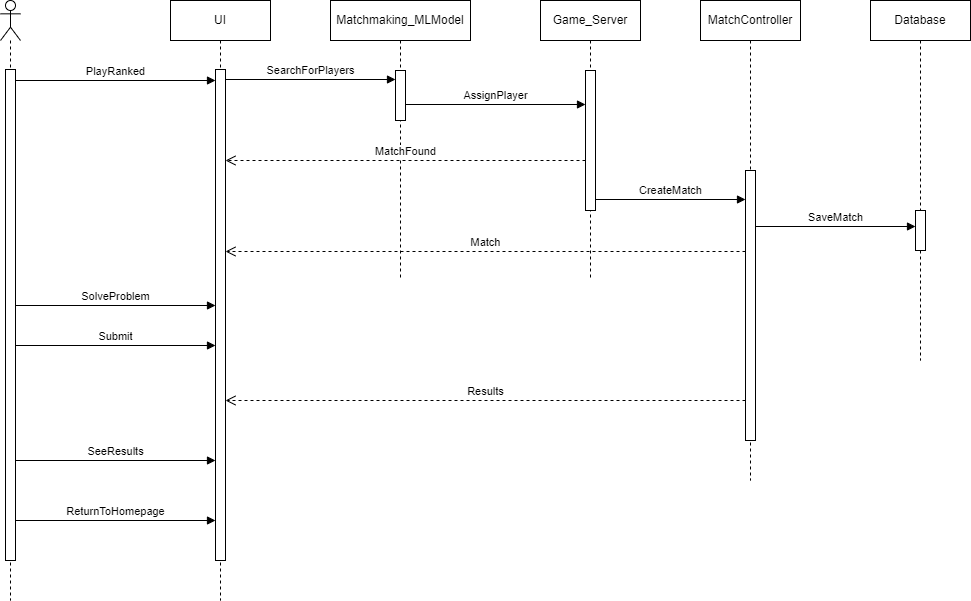 UI
Matchmaking_MLModel
Game_Server
MatchController
Database
PlayRanked
SearchForPlayers
AssignPlayer
MatchFound
CreateMatch
SaveMatch
Match
SolveProblem
Submit
Results
SeeResults
ReturnToHomepage